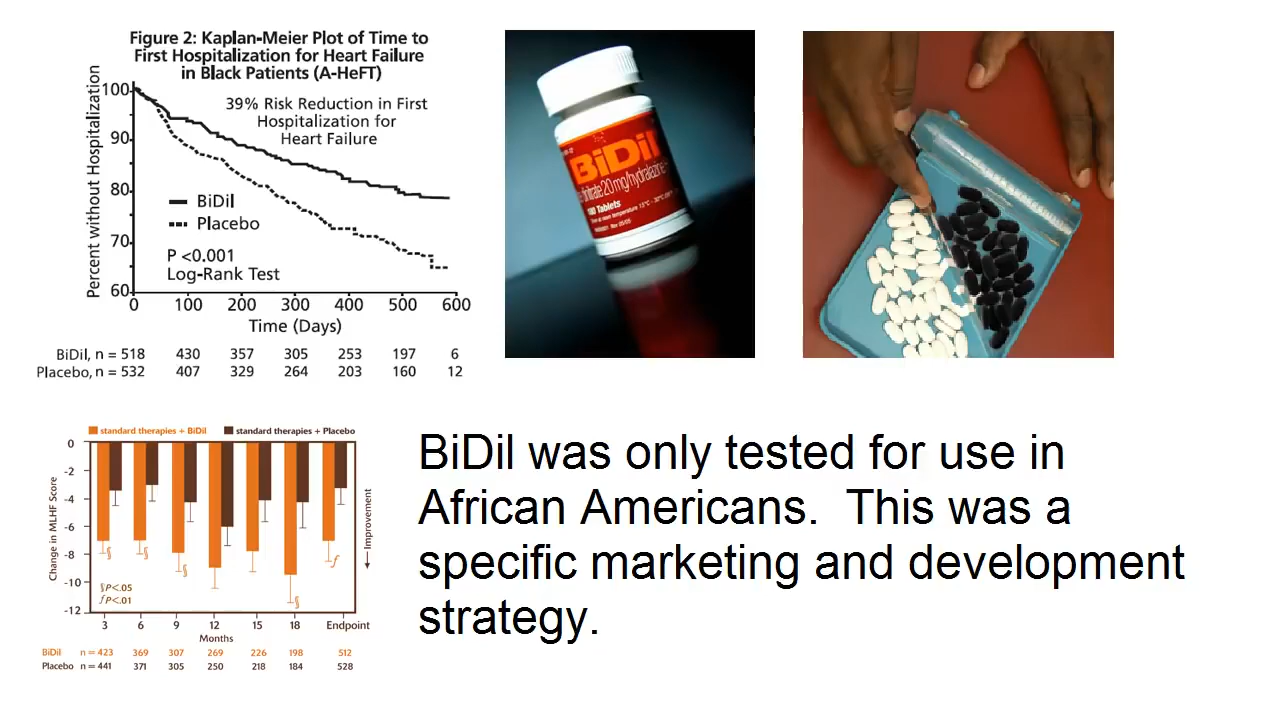 Figure 2: Kaplan-Meier Plot of Time to
First Hospitalization for Heart Failure
in Black Patients (A-HeFT)
Percent without Hospitalization
100
90
80
70
60
39% Risk Reduction in First
Hospitalization for
Heart Failure
BiDil
Placebo
P <0.001
Log-Rank Test
0 100 200 300 400 500 600
Time (Days)
BiDil, n = 518 430 357 305 253 197 6
Placebo, n = 532 407 329 264 203 160 12
BiDil
20 mg/hydralazine
Tablets
standard therapies + BiDil standard therapies + Placebo
Change in MLHF Score
0
-2
-4
-6
-8
-10
-12
§ § § § ƒ
§P<.05
ƒP<.01
Improvement
3 6 9 12 15 18 Endpoint
Months
BiDil n = 423 369 307 269 226 198 512
Placebo n = 441 371 305 250 218 184 528
BiDil was only tested for use in
African Americans. This was a
specific marketing and development
strategy.